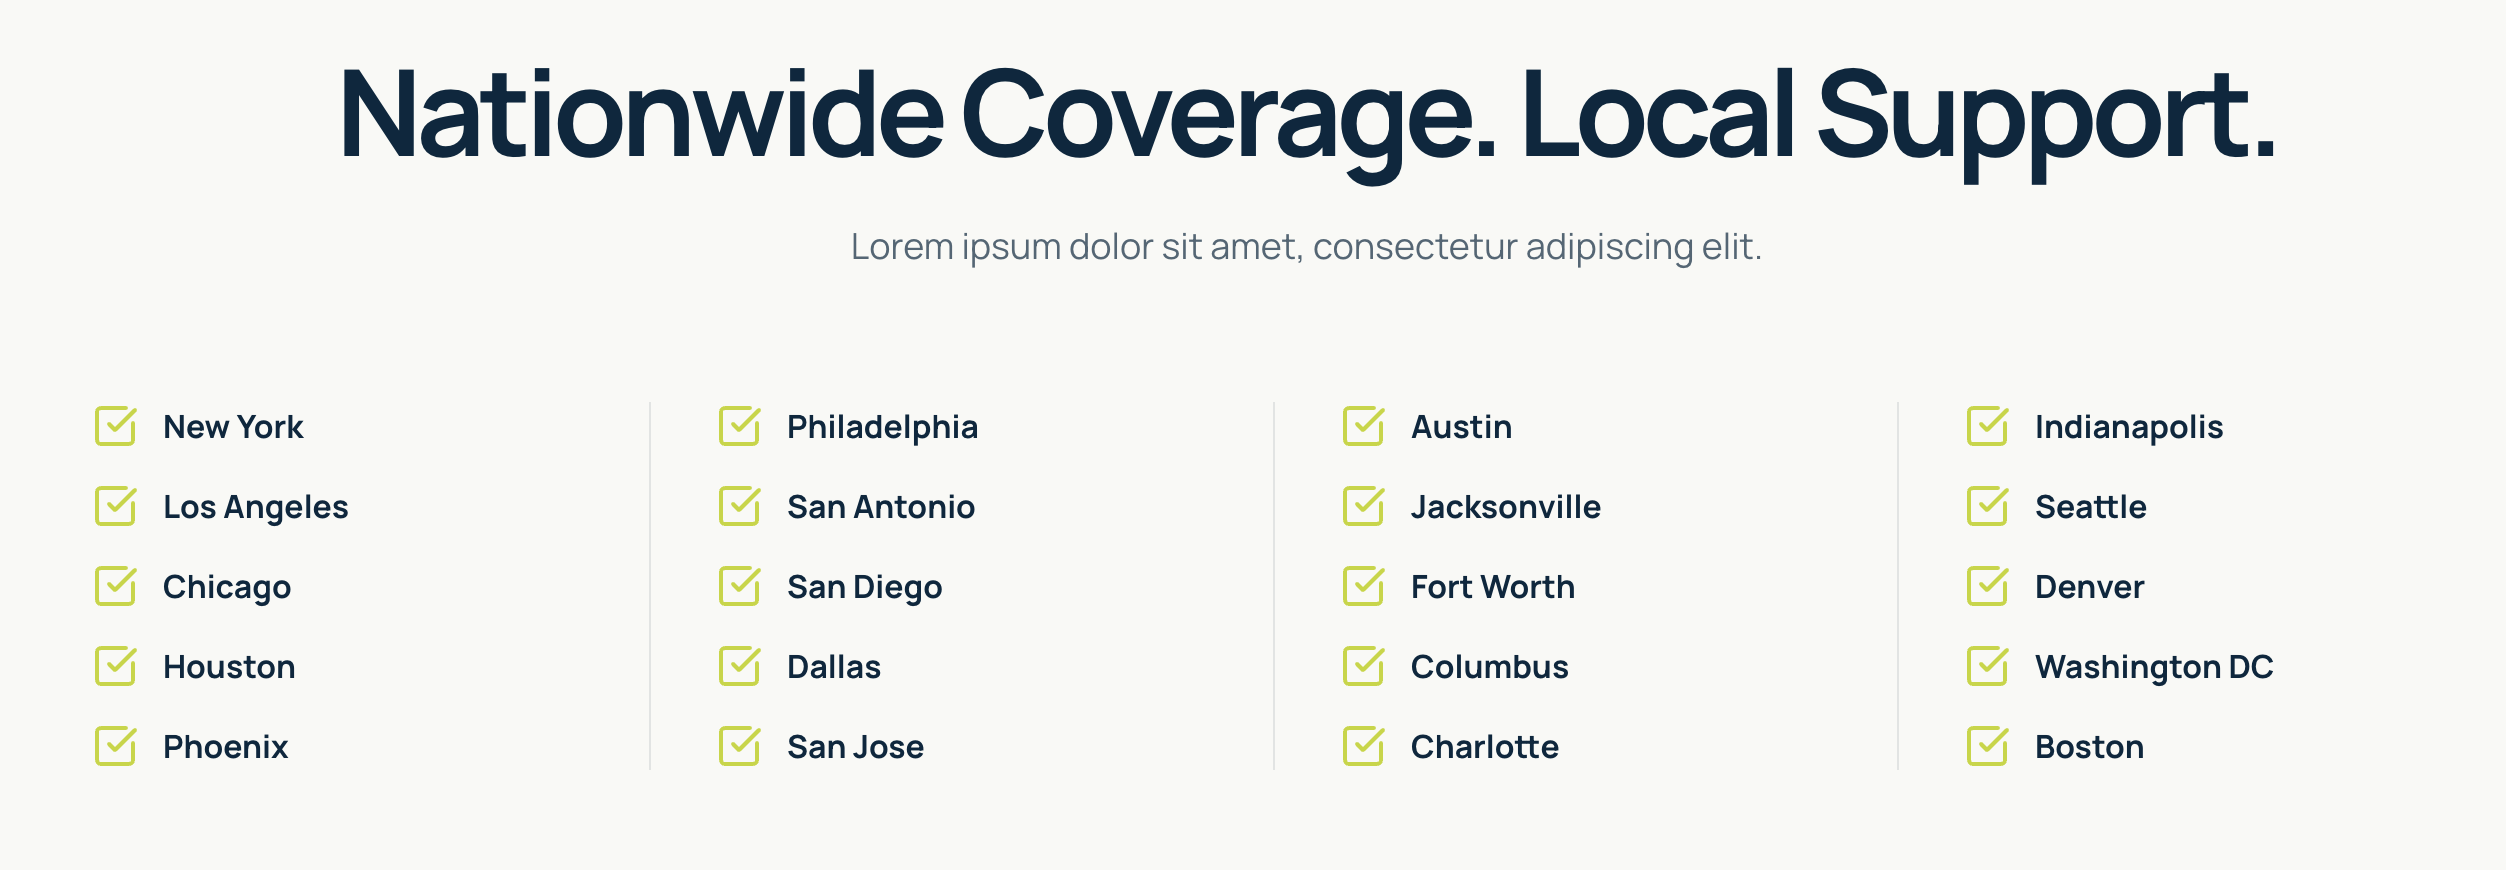 Nationwide Coverage. Local Support.
Lorem ipsum dolor sit amet, consectetur adipiscing elit.
New York
Los Angeles
Chicago
Houston
Phoenix
Philadelphia
San Antonio
San Diego
Dallas
San Jose
Austin
Jacksonville
Fort Worth
Columbus
Charlotte
Indianapolis
Seattle
Denver
Washington DC
Boston